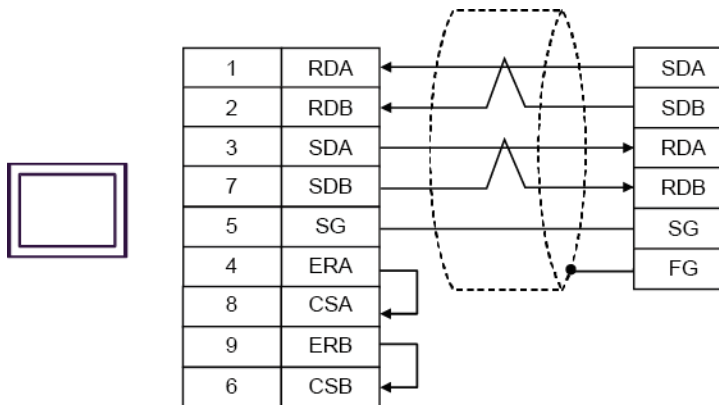 1 RDA SDA
2 RDB SDB
3 SDA RDA
7 SDB RDB
5 SG SG
4 ERA FG
8 CSA
9 ERB
6 CSB